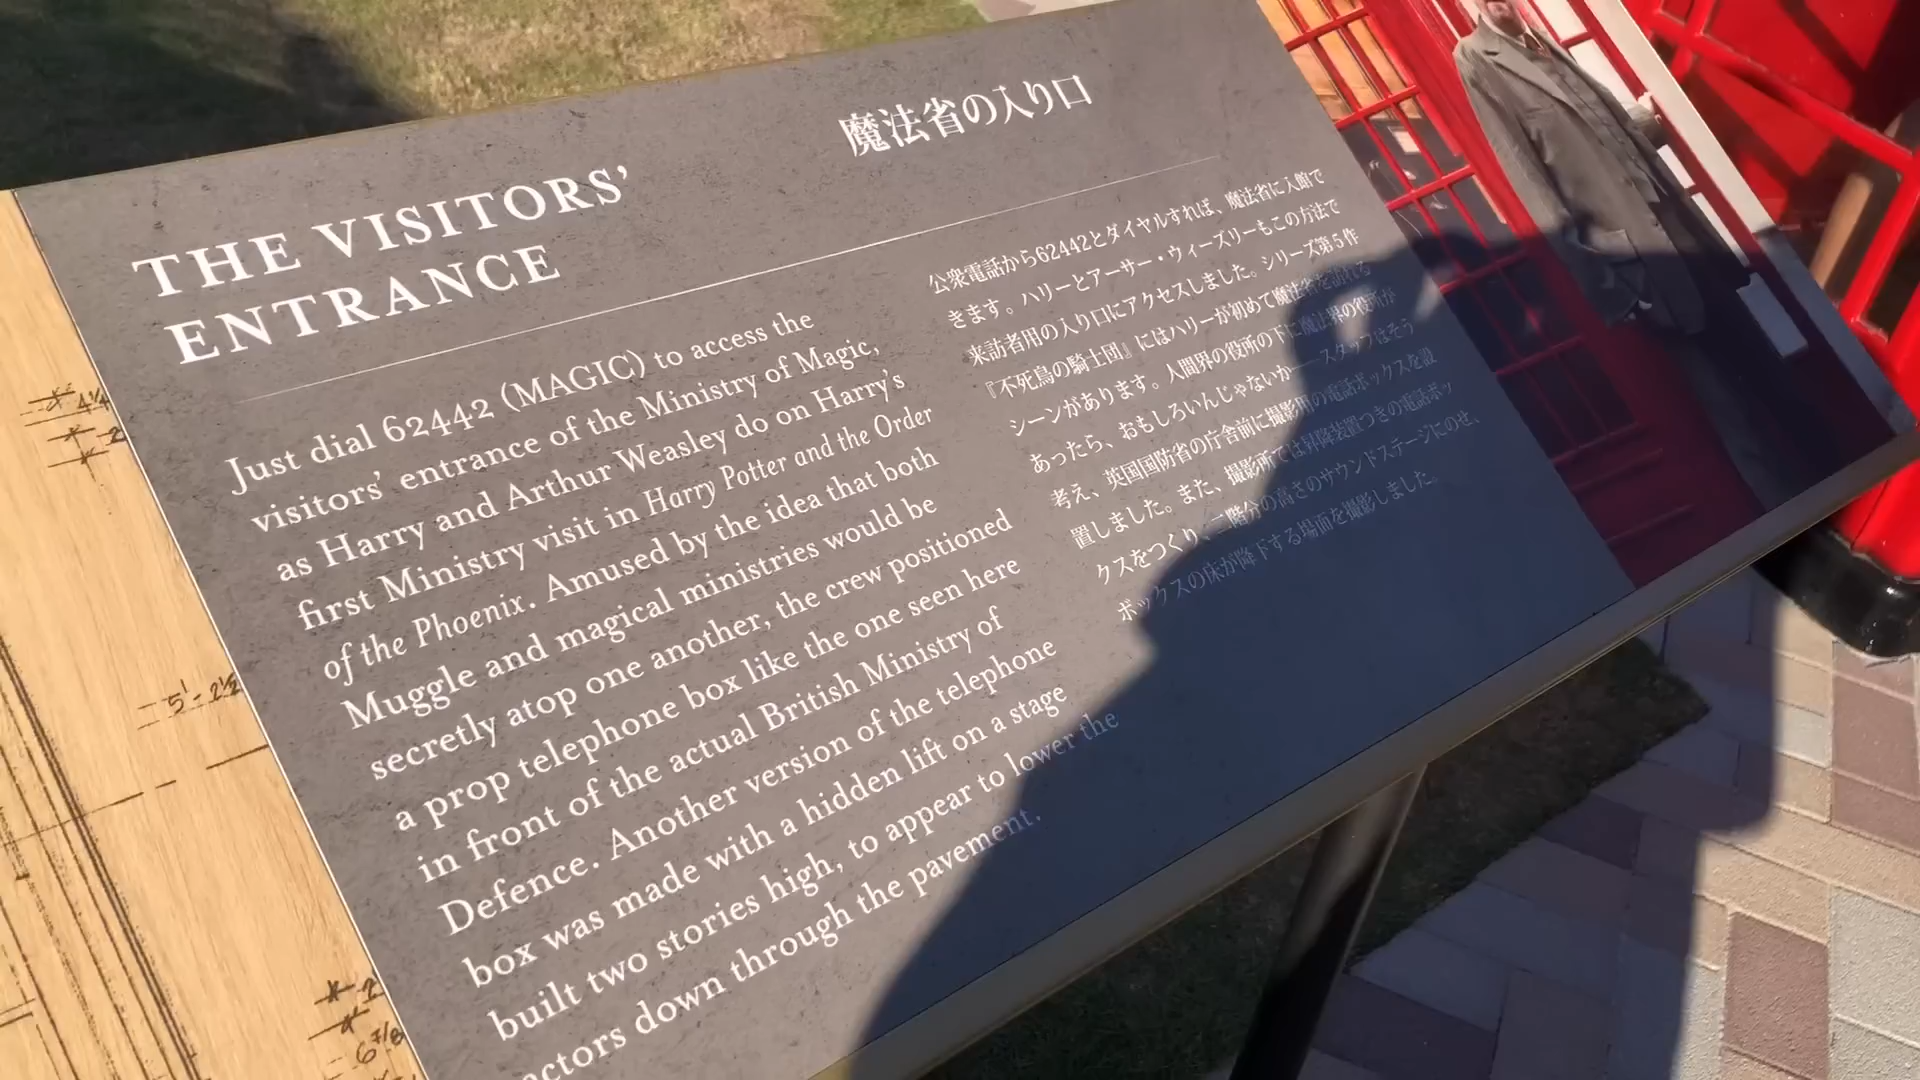 THE VISITORS'
ENTRANCE
Just dial 62442 (MAGIC) to access the
visitors' entrance of the Ministry of Magic,
as Harry and Arthur Weasley do on Harry's
first Ministry visit in Harry Potter and the Order
of the Phoenix. Amused by the idea that both
Muggle and magical ministries would be
secretly atop one another, the crew positioned
a prop telephone box like the one seen here
in front of the actual British Ministry of
Defence. Another version of the telephone
box was made with a hidden lift on a stage
built two stories high, to appear to lower the
actors down through the pavement.
魔法省の入り口
公衆電話から62442とダイヤルすれば、魔法省に入館で
きます。ハリーとアーサー・ウィーズリーもこの方法で
来訪者用の入り口にアクセスしました。シリーズ第5作
『不死鳥の騎士団』にはハリーが初めて魔法省を訪れる
シーンがあります。人間界の役所の下に魔法界の役所が
あったら、おもしろいんじゃないか──スタッフはそう
考え、英国国防省の庁舎前に撮影用の電話ボックスを設
置しました。また、撮影所では昇降装置つきの電話ボッ
クスをつくり、二階分の高さのサウンドステージにのせ、
ボックスの床が降下する場面を撮影しました。
5'-2½
6 7/8